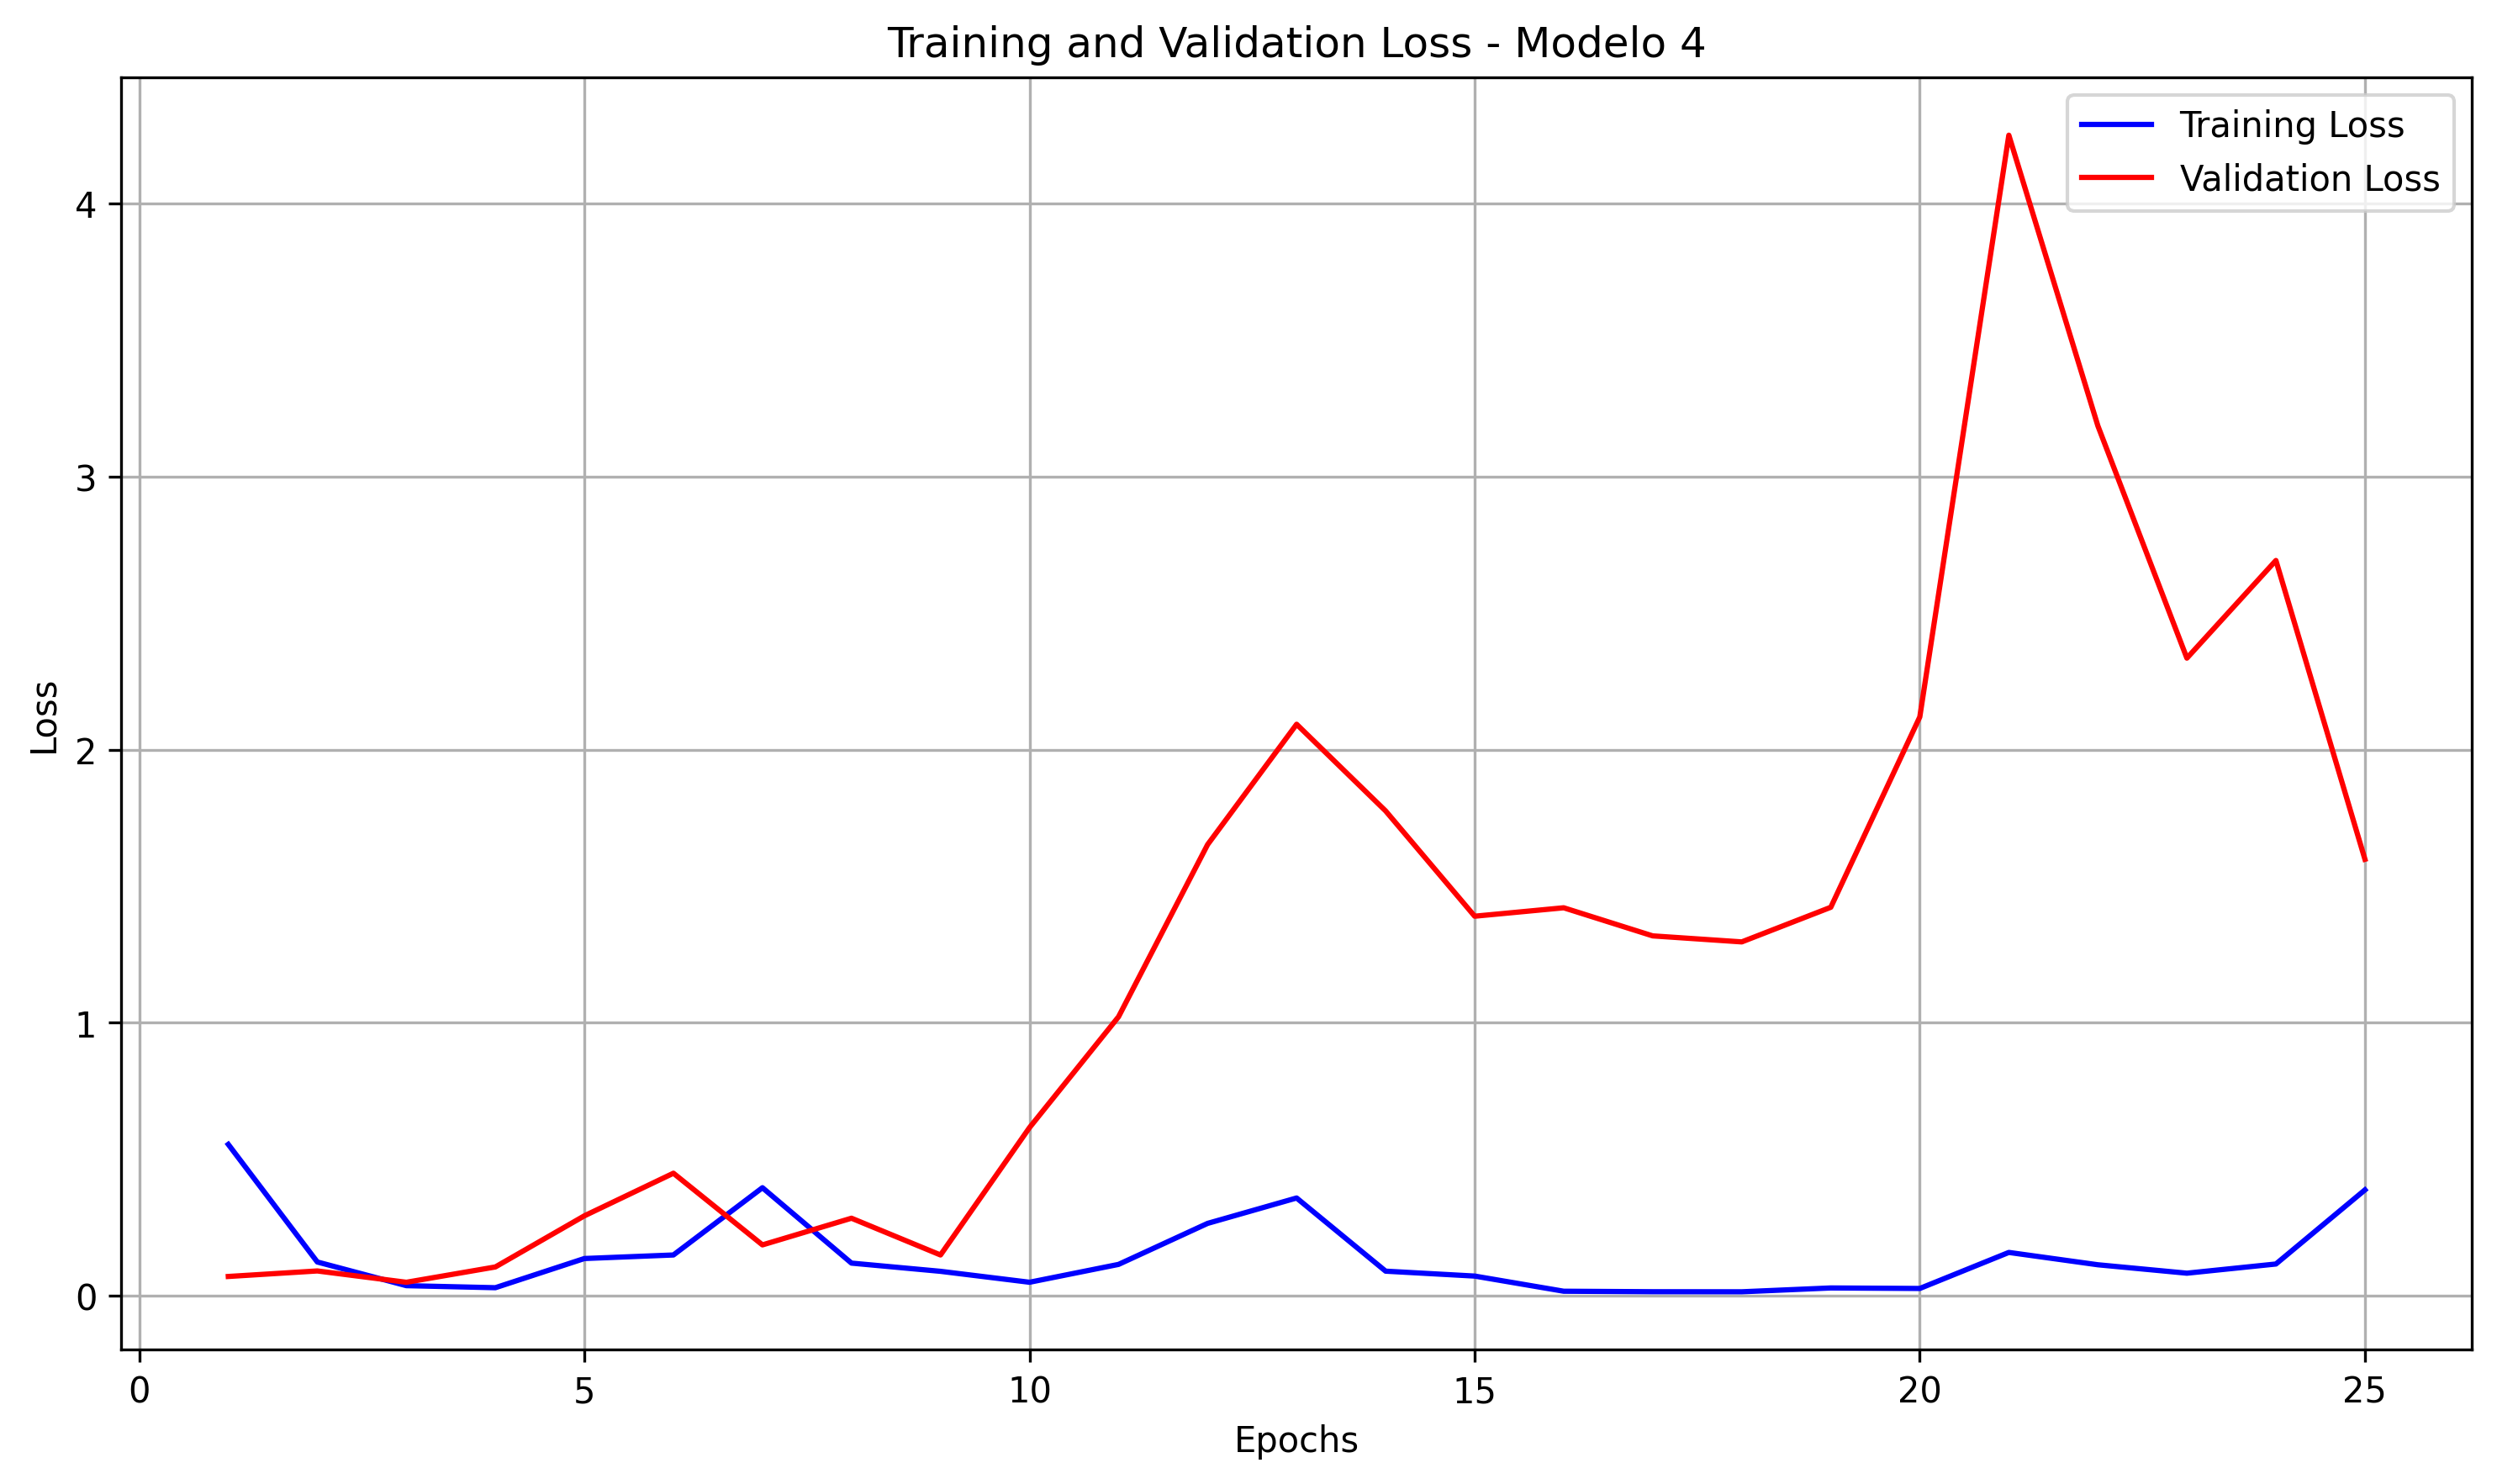 Training and Validation Loss - Modelo 4
Training Loss
Validation Loss
4
3
2
1
0
Loss
0 5 10 15 20 25
Epochs